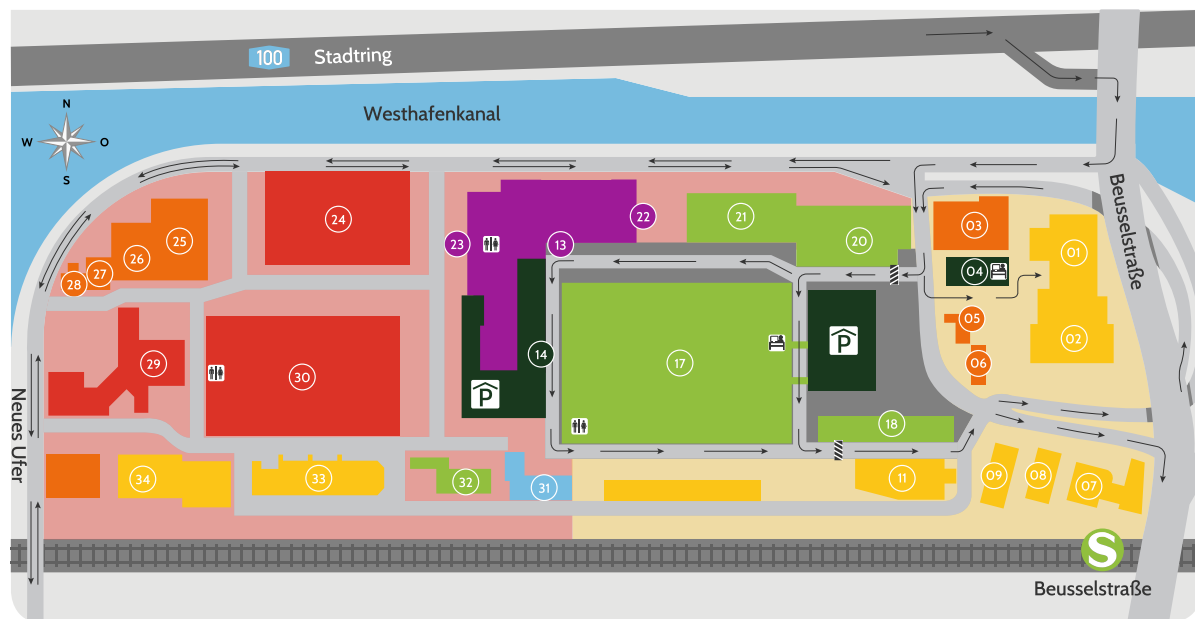 100 Stadtring
Westhafenkanal
N
W O
S
Beusselstraße
Neues Ufer
24
25
26
27
28
23
22
13
21
20
03
01
04
05
06
02
29
30
14
P
17
P
18
34
33
32
31
11
09
08
07
S
Beusselstraße